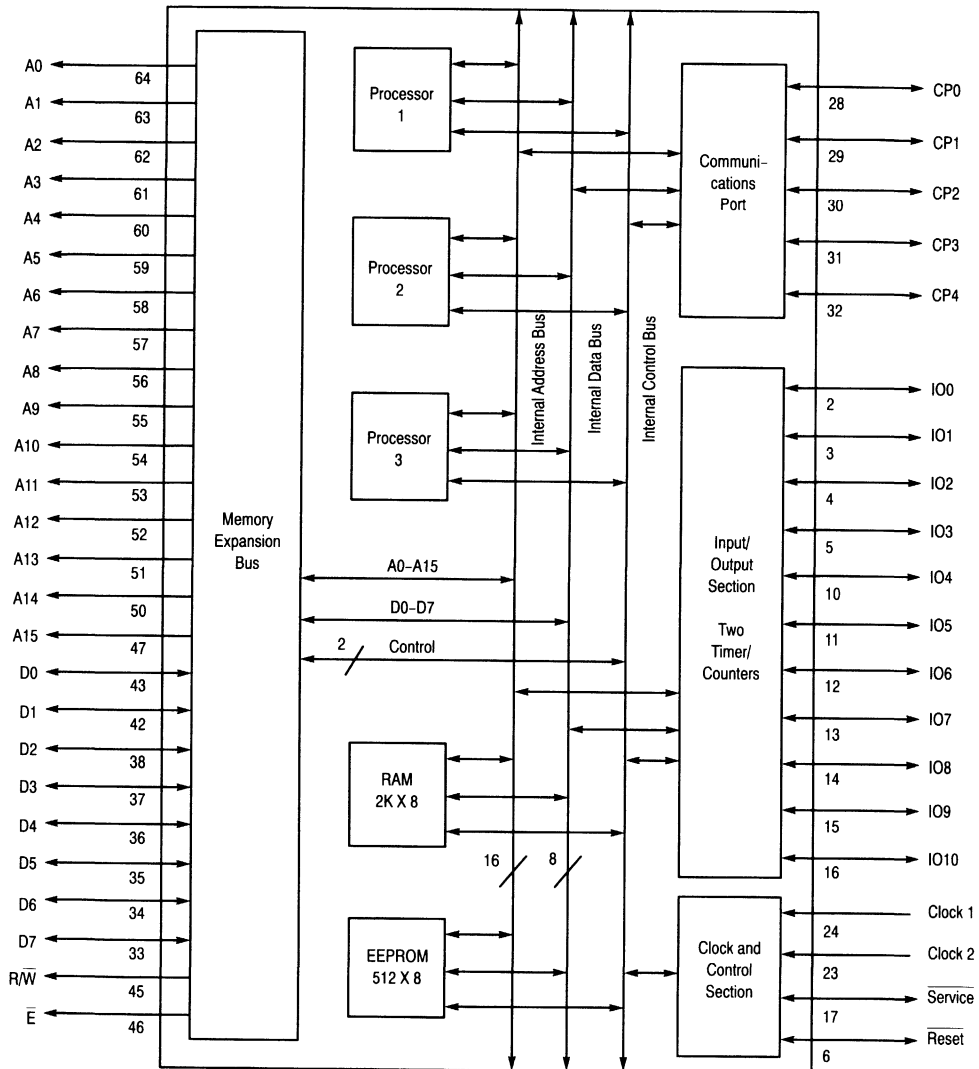 A0
64
A1
63
A2
62
A3
61
A4
60
A5
59
A6
58
A7
57
A8
56
A9
55
A10
54
A11
53
A12
52
A13
51
A14
50
A15
47
D0
43
D1
42
D2
38
D3
37
D4
36
D5
35
D6
34
D7
33
R/W̅
45
E̅
46
Memory
Expansion
Bus
Processor
1
Processor
2
Processor
3
A0–A15
D0–D7
2
Control
RAM
2K X 8
16
8
EEPROM
512 X 8
Internal Address Bus
Internal Data Bus
Internal Control Bus
Communi–
cations
Port
CP0
28
CP1
29
CP2
30
CP3
31
CP4
32
Input/
Output
Section
Two
Timer/
Counters
IO0
2
IO1
3
IO2
4
IO3
5
IO4
10
IO5
11
IO6
12
IO7
13
IO8
14
IO9
15
IO10
16
Clock and
Control
Section
Clock 1
24
Clock 2
23
S̅e̅r̅v̅i̅c̅e̅
17
R̅e̅s̅e̅t̅
6